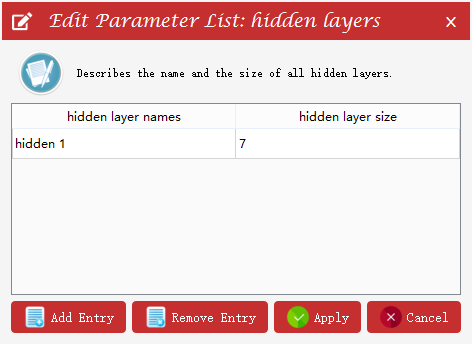 Edit Parameter List: hidden layers
Describes the name and the size of all hidden layers.
hidden layer names hidden layer size
hidden 1 7
Add Entry Remove Entry Apply Cancel